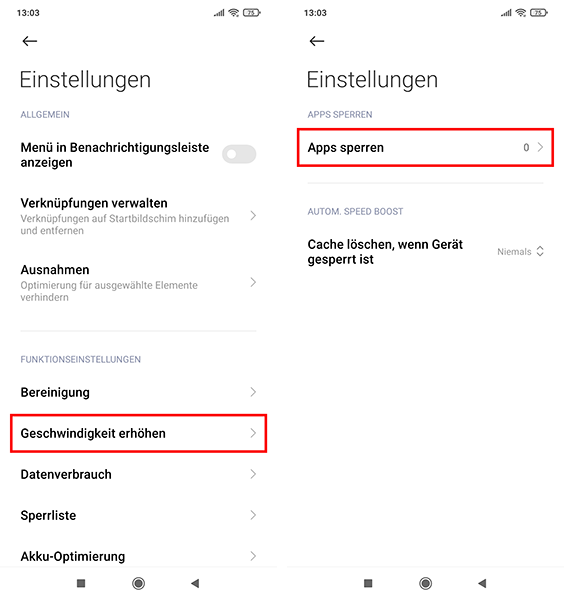 13:03
75
Einstellungen
ALLGEMEIN
Menü in Benachrichtigungsleiste
anzeigen
Verknüpfungen verwalten
Verknüpfungen auf Startbildschim hinzufügen
und entfernen
Ausnahmen
Optimierung für ausgewählte Elemente
verhindern
FUNKTIONSEINSTELLUNGEN
Bereinigung
Geschwindigkeit erhöhen
Datenverbrauch
Sperrliste
Akku-Optimierung
13:03
75
Einstellungen
APPS SPERREN
Apps sperren 0
AUTOM. SPEED BOOST
Cache löschen, wenn Gerät
gesperrt ist
Niemals